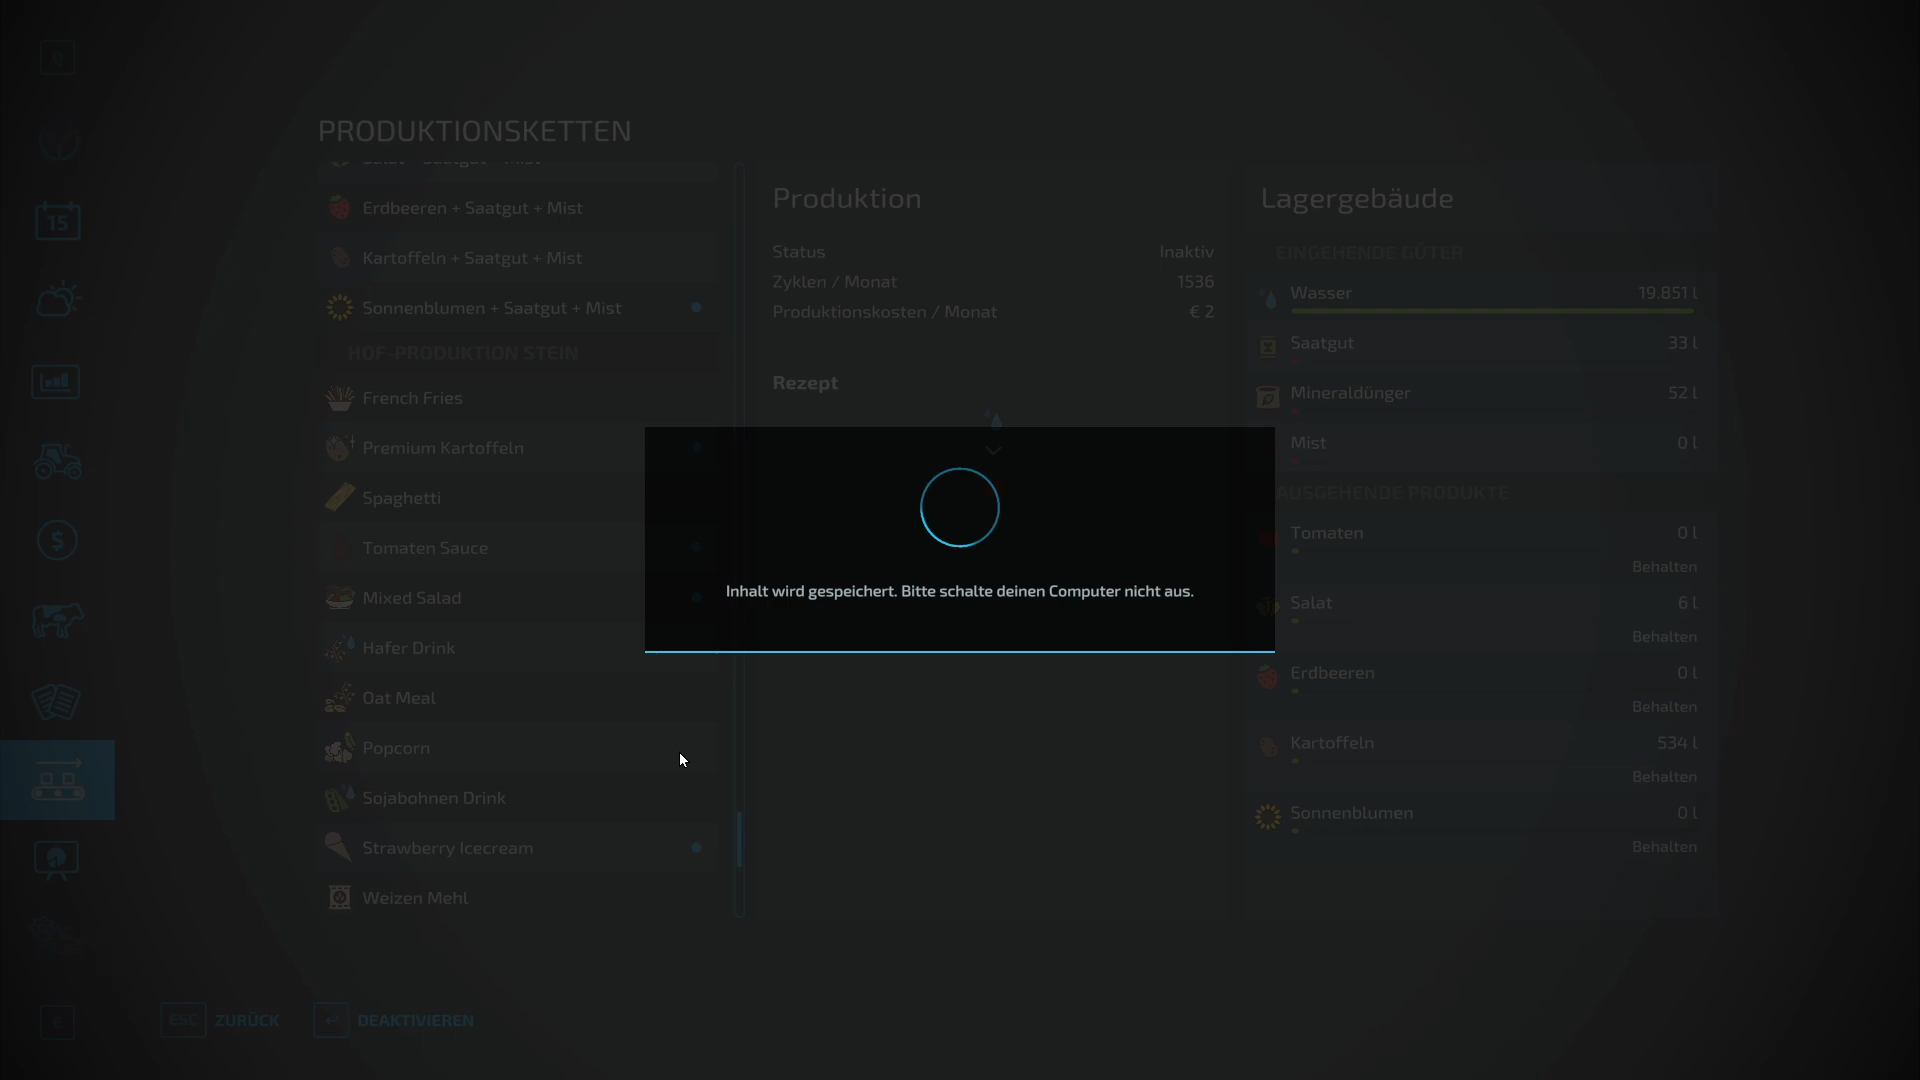 PRODUKTIONSKETTEN
Salat + Saatgut + Mist
Erdbeeren + Saatgut + Mist
Kartoffeln + Saatgut + Mist
Sonnenblumen + Saatgut + Mist
HOF-PRODUKTION STEIN
French Fries
Premium Kartoffeln
Spaghetti
Tomaten Sauce
Mixed Salad
Hafer Drink
Oat Meal
Popcorn
Sojabohnen Drink
Strawberry Icecream
Weizen Mehl
Produktion
Status Inaktiv
Zyklen / Monat 1536
Produktionskosten / Monat € 2
Rezept
Inhalt wird gespeichert. Bitte schalte deinen Computer nicht aus.
Lagergebäude
EINGEHENDE GÜTER
Wasser 19.851 l
Saatgut 33 l
Mineraldünger 52 l
Mist 0 l
AUSGEHENDE PRODUKTE
Tomaten 0 l
Behalten
Salat 6 l
Behalten
Erdbeeren 0 l
Behalten
Kartoffeln 534 l
Behalten
Sonnenblumen 0 l
Behalten
15
$
Q
E
ESC ZURÜCK
DEAKTIVIEREN